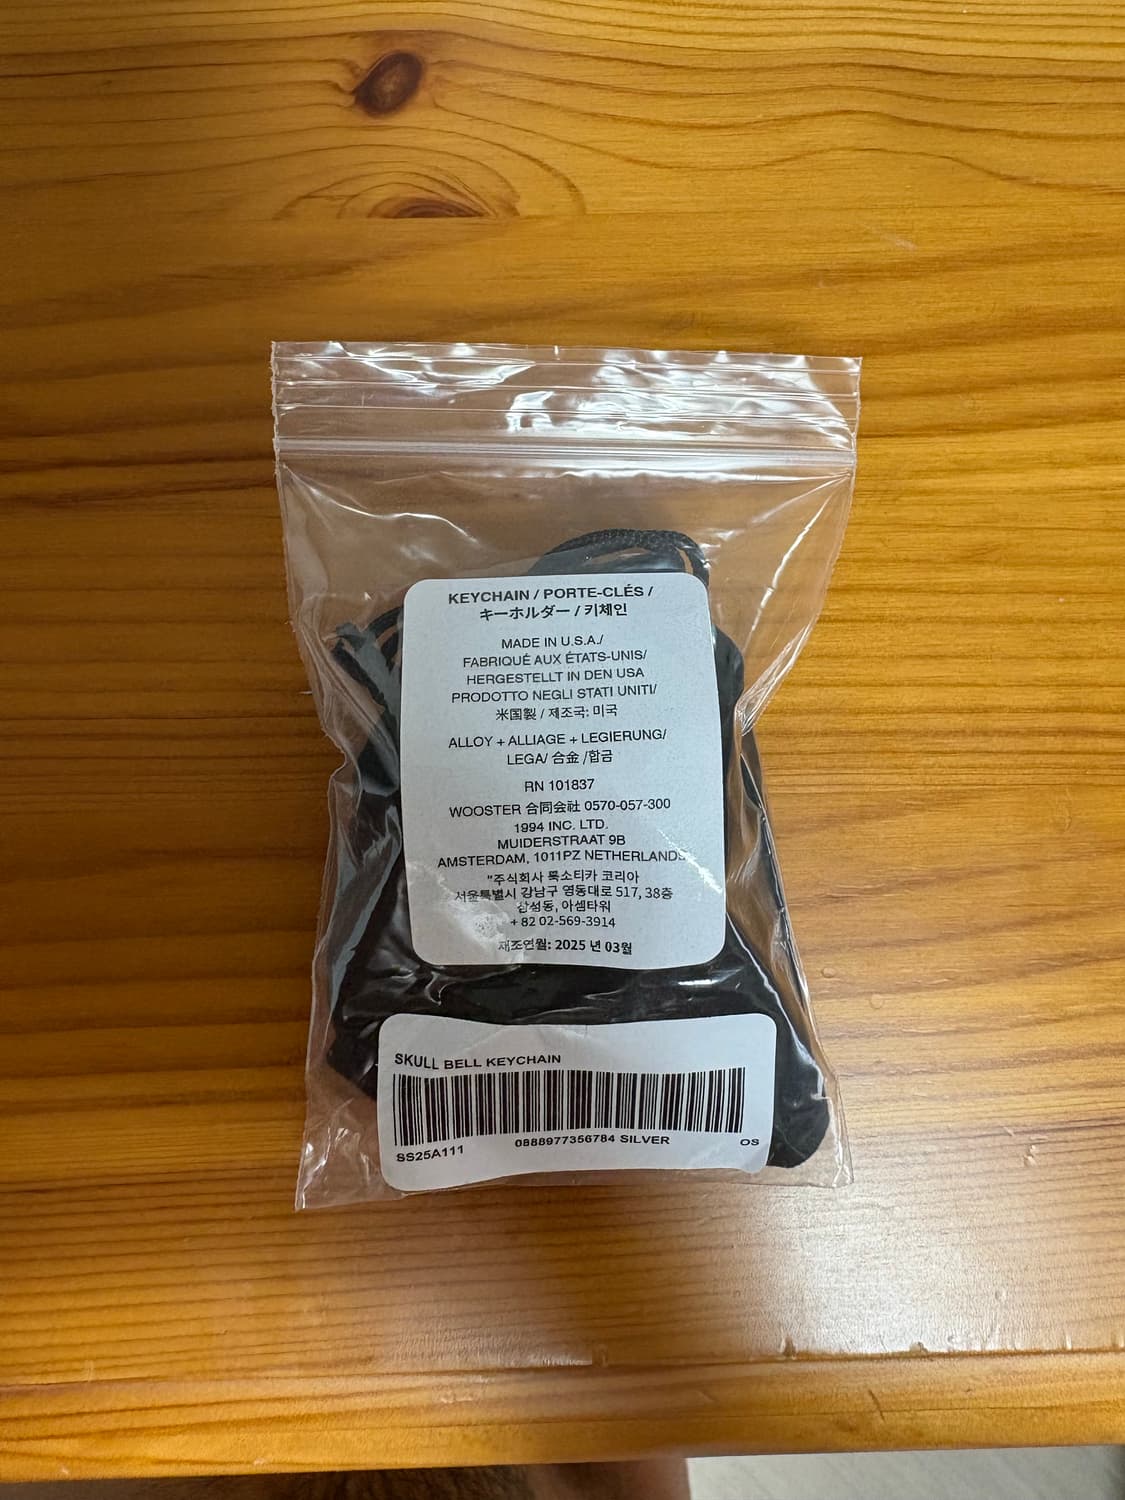 KEYCHAIN / PORTE-CLÉS /
キーホルダー / 키체인
MADE IN U.S.A./
FABRIQUÉ AUX ÉTATS-UNIS/
HERGESTELLT IN DEN USA
PRODOTTO NEGLI STATI UNITI/
米国製 / 제조국: 미국
ALLOY + ALLIAGE + LEGIERUNG/
LEGA/ 合金 /합금
RN 101837
WOOSTER 合同会社 0570-057-300
1994 INC. LTD.
MUIDERSTRAAT 9B
AMSTERDAM, 1011PZ NETHERLANDS
"주식회사 록소티카 코리아
서울특별시 강남구 영동대로 517, 38층
삼성동, 아셈타워
+ 82 02-569-3914
제조연월: 2025 년 03월
SKULL BELL KEYCHAIN
0888977356784 SILVER OS
SS25A111